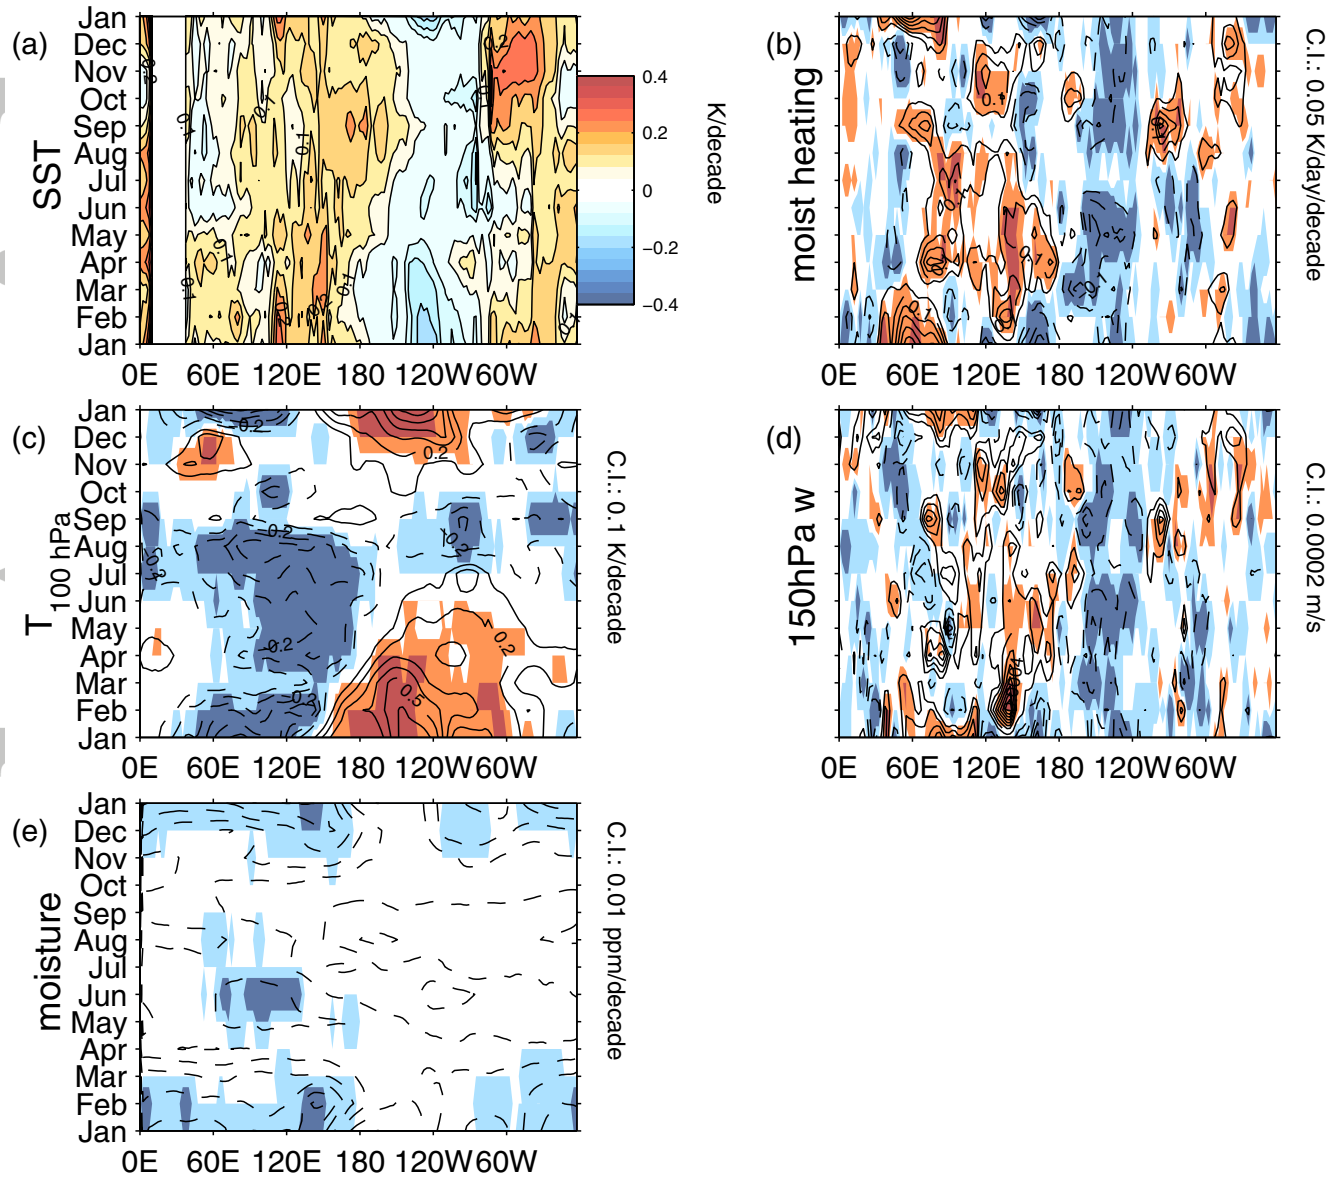 (a)
SST
Jan
Dec
Nov
Oct
Sep
Aug
Jul
Jun
May
Apr
Mar
Feb
Jan
0E 60E 120E 180 120W 60W
0.4
0.2
0
−0.2
−0.4
K/decade
(b)
moist heating
0E 60E 120E 180 120W 60W
C.I.: 0.05 K/day/decade
(c)
T 100 hPa
Jan
Dec
Nov
Oct
Sep
Aug
Jul
Jun
May
Apr
Mar
Feb
Jan
0E 60E 120E 180 120W 60W
C.I.: 0.1 K/decade
(d)
150hPa w
0E 60E 120E 180 120W 60W
C.I.: 0.0002 m/s
(e)
moisture
Jan
Dec
Nov
Oct
Sep
Aug
Jul
Jun
May
Apr
Mar
Feb
Jan
0E 60E 120E 180 120W 60W
C.I.: 0.01 ppm/decade